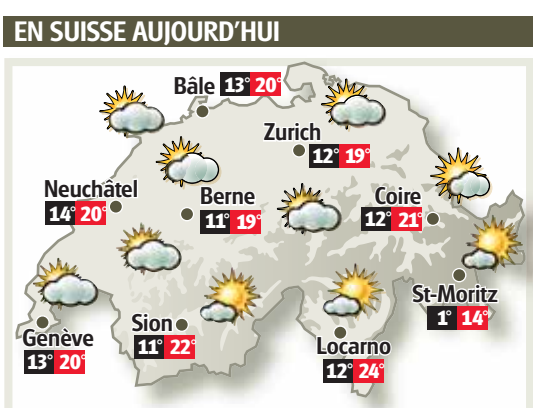 EN SUISSE AUJOURD'HUI
Bâle 13° 20°
Zurich
12° 19°
Neuchâtel
14° 20°
Berne
11° 19°
Coire
12° 21°
St-Moritz
1° 14°
Genève
13° 20°
Sion
11° 22°
Locarno
12° 24°